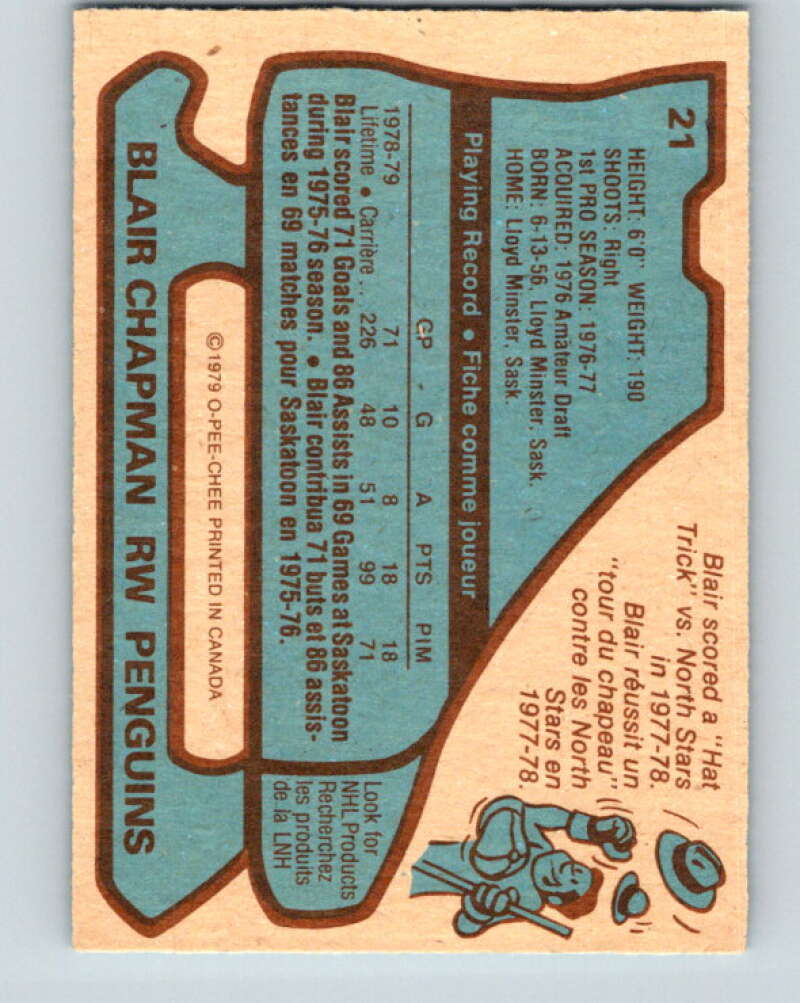 21
HEIGHT: 6'0" WEIGHT: 190
SHOOTS: Right
1st PRO SEASON: 1976-77
ACQUIRED: 1976 Amateur Draft
BORN: 6-13-56, Lloyd Minster, Sask.
HOME: Lloyd Minster, Sask.
Blair scored a "Hat
Trick" vs. North Stars
in 1977-78.
Blair réussit un
"tour du chapeau"
contre les North
Stars en
1977-78.
Playing Record • Fiche comme joueur
GP G A PTS PIM
1978-79 71 10 8 18 18
Lifetime • Carrière ... 226 48 51 99 71
Blair scored 71 Goals and 86 Assists in 69 Games at Saskatoon
during 1975-76 season. • Blair contribua 71 buts et 86 assis-
tances en 69 matches pour Saskatoon en 1975-76.
Look for
NHL Products
Recherchez
les produits
de la LNH
©1979 O-PEE-CHEE PRINTED IN CANADA
BLAIR CHAPMAN RW PENGUINS